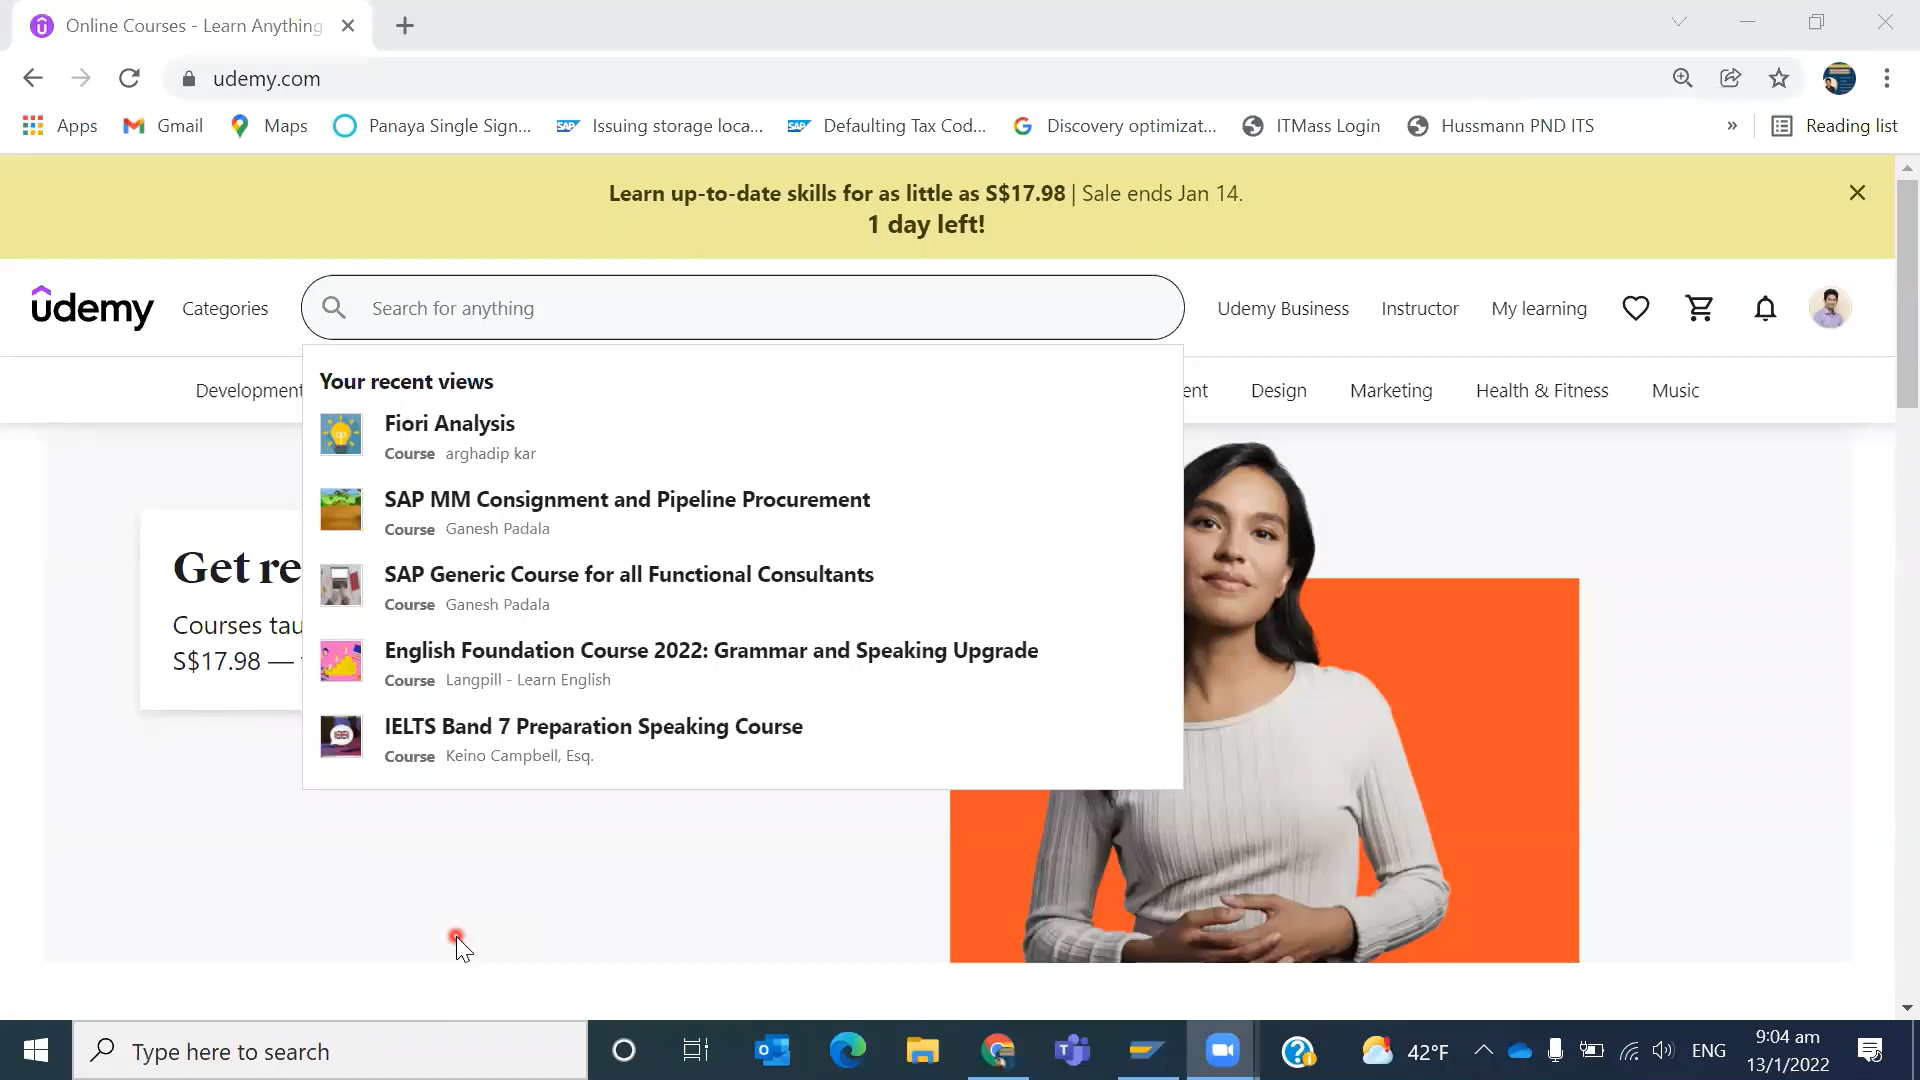 Online Courses - Learn Anything
udemy.com
Apps
Gmail
Maps
Panaya Single Sign...
Issuing storage loca...
Defaulting Tax Cod...
Discovery optimizat...
ITMass Login
Hussmann PND ITS
»
Reading list
Learn up-to-date skills for as little as S$17.98 | Sale ends Jan 14.
1 day left!
udemy
Categories
Search for anything
Udemy Business
Instructor
My learning
Development
ent
Design
Marketing
Health & Fitness
Music
Your recent views
Fiori Analysis
Course arghadip kar
SAP MM Consignment and Pipeline Procurement
Course Ganesh Padala
SAP Generic Course for all Functional Consultants
Course Ganesh Padala
English Foundation Course 2022: Grammar and Speaking Upgrade
Course Langpill - Learn English
IELTS Band 7 Preparation Speaking Course
Course Keino Campbell, Esq.
Get re
Courses tau
S$17.98 —
Type here to search
42°F
ENG
9:04 am
13/1/2022